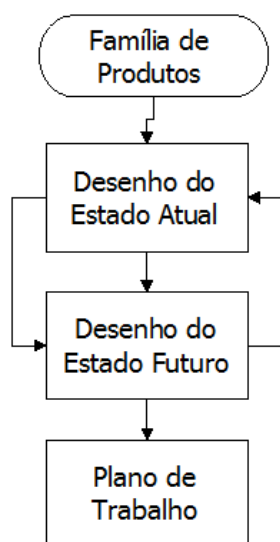 Família de
Produtos
Desenho do
Estado Atual
Desenho do
Estado Futuro
Plano de
Trabalho